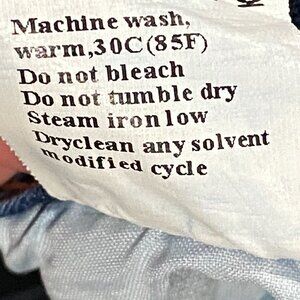 Machine wash,
warm,30C(85F)
Do not bleach
Do not tumble dry
Steam iron low
Dryclean any solvent
modified cycle